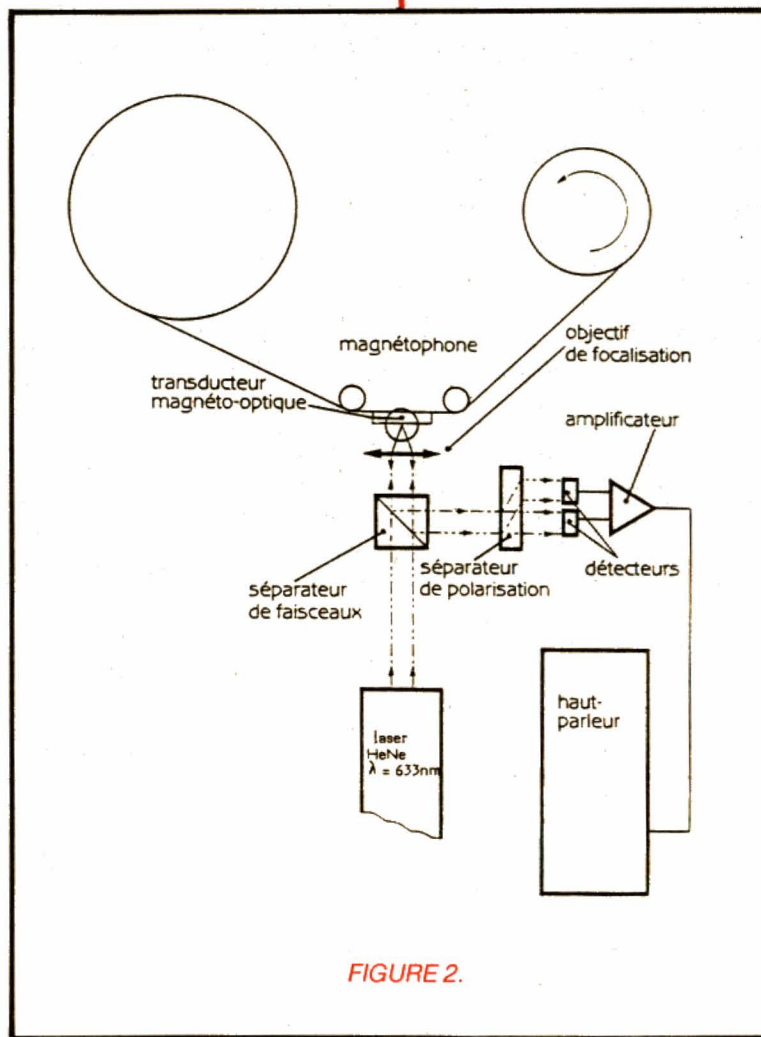 magnétophone
objectif
de focalisation
transducteur
magnéto-optique
amplificateur
séparateur
de faisceaux
séparateur
de polarisation
détecteurs
haut-
parleur
laser
HeNe
λ = 633nm
FIGURE 2.